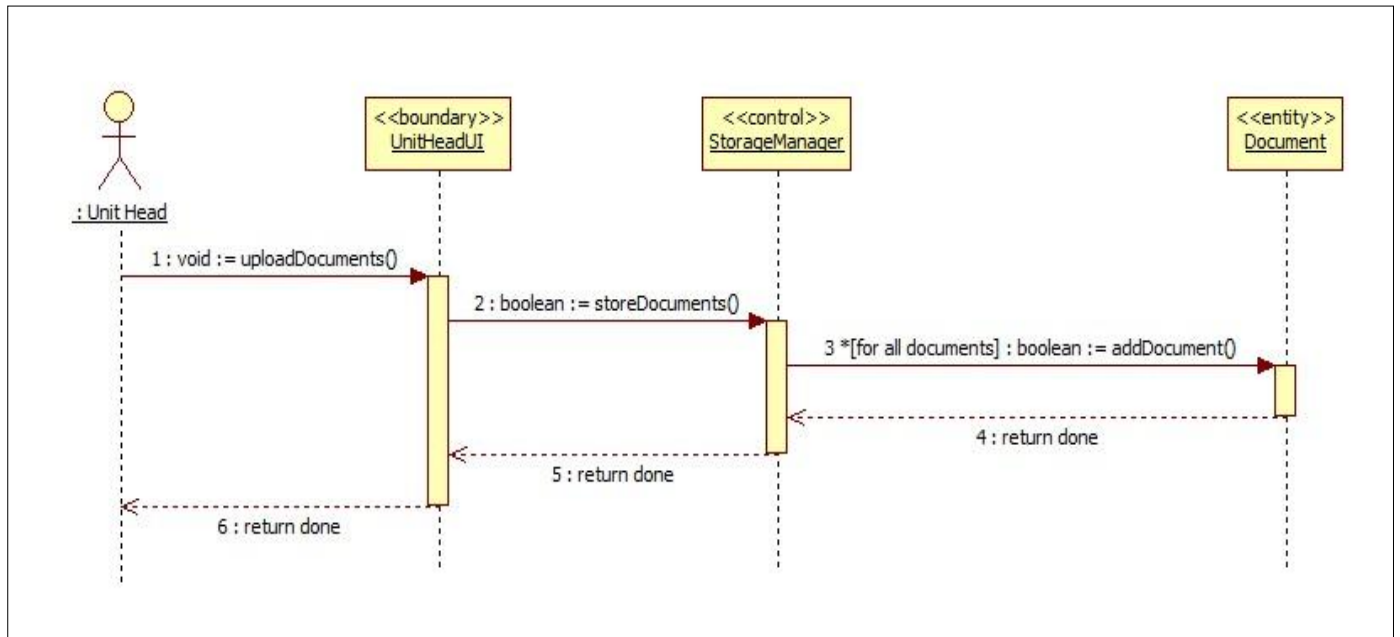 <<boundary>>
UnitHeadUI
<<control>>
StorageManager
<<entity>>
Document
: Unit Head
1 : void := uploadDocuments()
2 : boolean := storeDocuments()
3 *[for all documents] : boolean := addDocument()
4 : return done
5 : return done
6 : return done